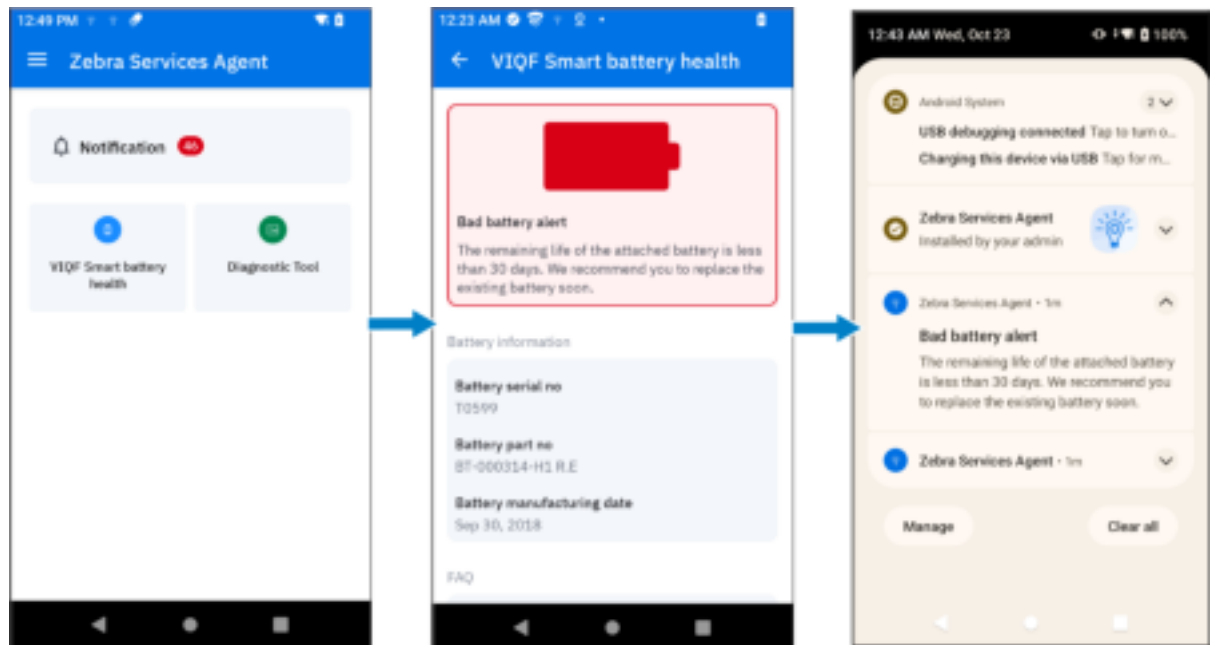 12:49 PM
Zebra Services Agent
Notification 46
VIQF Smart battery
health
Diagnostic Tool
12:23 AM
VIQF Smart battery health
Bad battery alert
The remaining life of the attached battery is less
than 30 days. We recommend you to replace the
existing battery soon.
Battery information
Battery serial no
T0599
Battery part no
BT-000314-H1 R.E
Battery manufacturing date
Sep 30, 2018
FAQ
12:43 AM Wed, Oct 23
100%
Android System
2
USB debugging connected Tap to turn o...
Charging this device via USB Tap for m...
Zebra Services Agent
Installed by your admin
Zebra Services Agent • 1m
Bad battery alert
The remaining life of the attached battery
is less than 30 days. We recommend you
to replace the existing battery soon.
Zebra Services Agent • 1m
Manage
Clear all